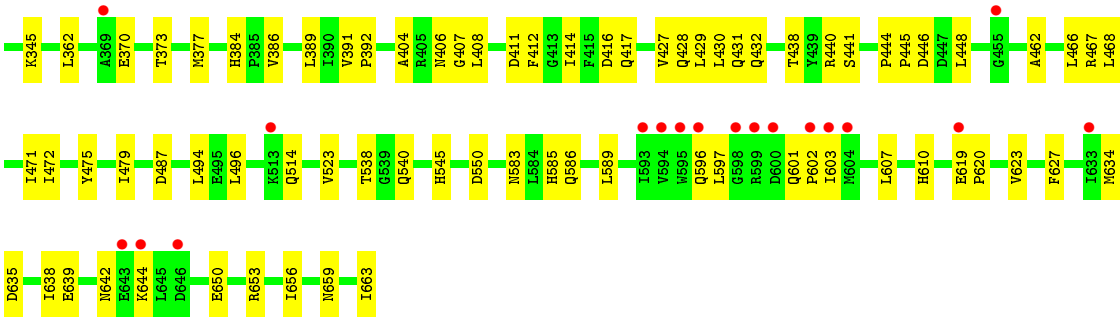 K345 L362 A369 E370 T373 M377 H384 P385 V386 L389 I390 V391 P392 A404 R405 N406 G407 L408 D411 F412 G413 I414 F415 D416 Q417 V427 Q428 L429 L430 Q431 Q432 T438 Y439 R440 S441 P444 P445 D446 D447 L448 G455 A462 L466 R467 L468
I471 I472 Y475 I479 D487 L494 E495 L496 K513 Q514 V523 T538 G539 Q540 H545 D550 N583 L584 H585 Q586 L589 I593 V594 W595 Q596 L597 G598 R599 D600 Q601 P602 I603 M604 L607 H610 E619 P620 V623 F627 I633 M634
D635 I638 E639 N642 E643 K644 L645 D646 E650 R653 I656 N659 I663